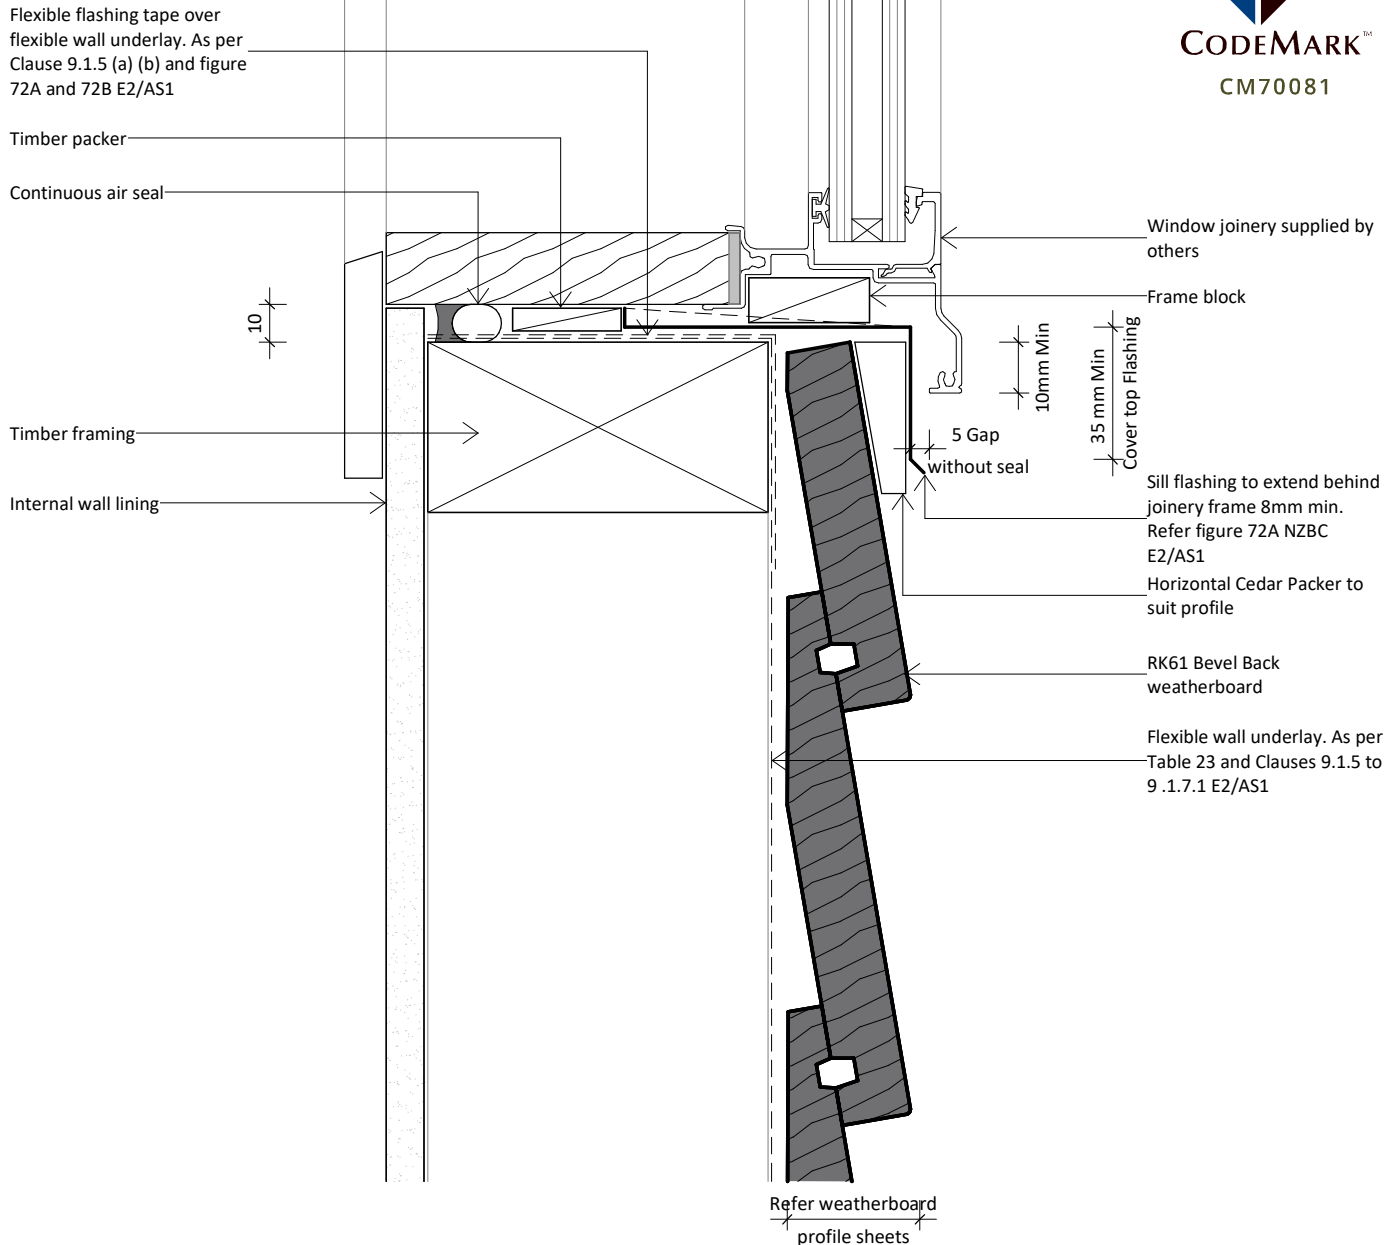 Flexible flashing tape over
flexible wall underlay. As per
Clause 9.1.5 (a) (b) and figure
72A and 72B E2/AS1
Timber packer
Continuous air seal
10
Timber framing
Internal wall lining
CODEMARK™
CM70081
Window joinery supplied by
others
Frame block
10mm Min
35 mm Min
Cover top Flashing
5 Gap
without seal
Sill flashing to extend behind
joinery frame 8mm min.
Refer figure 72A NZBC
E2/AS1
Horizontal Cedar Packer to
suit profile
RK61 Bevel Back
weatherboard
Flexible wall underlay. As per
Table 23 and Clauses 9.1.5 to
9 .1.7.1 E2/AS1
Refer weatherboard
profile sheets